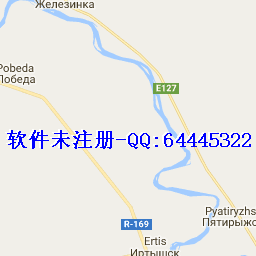 Железинка
Pobeda
Победа
E127
软件未注册-QQ:64445322
R-169
Pyatiryzhs
Пятирыжс
Ertis
Иртышск